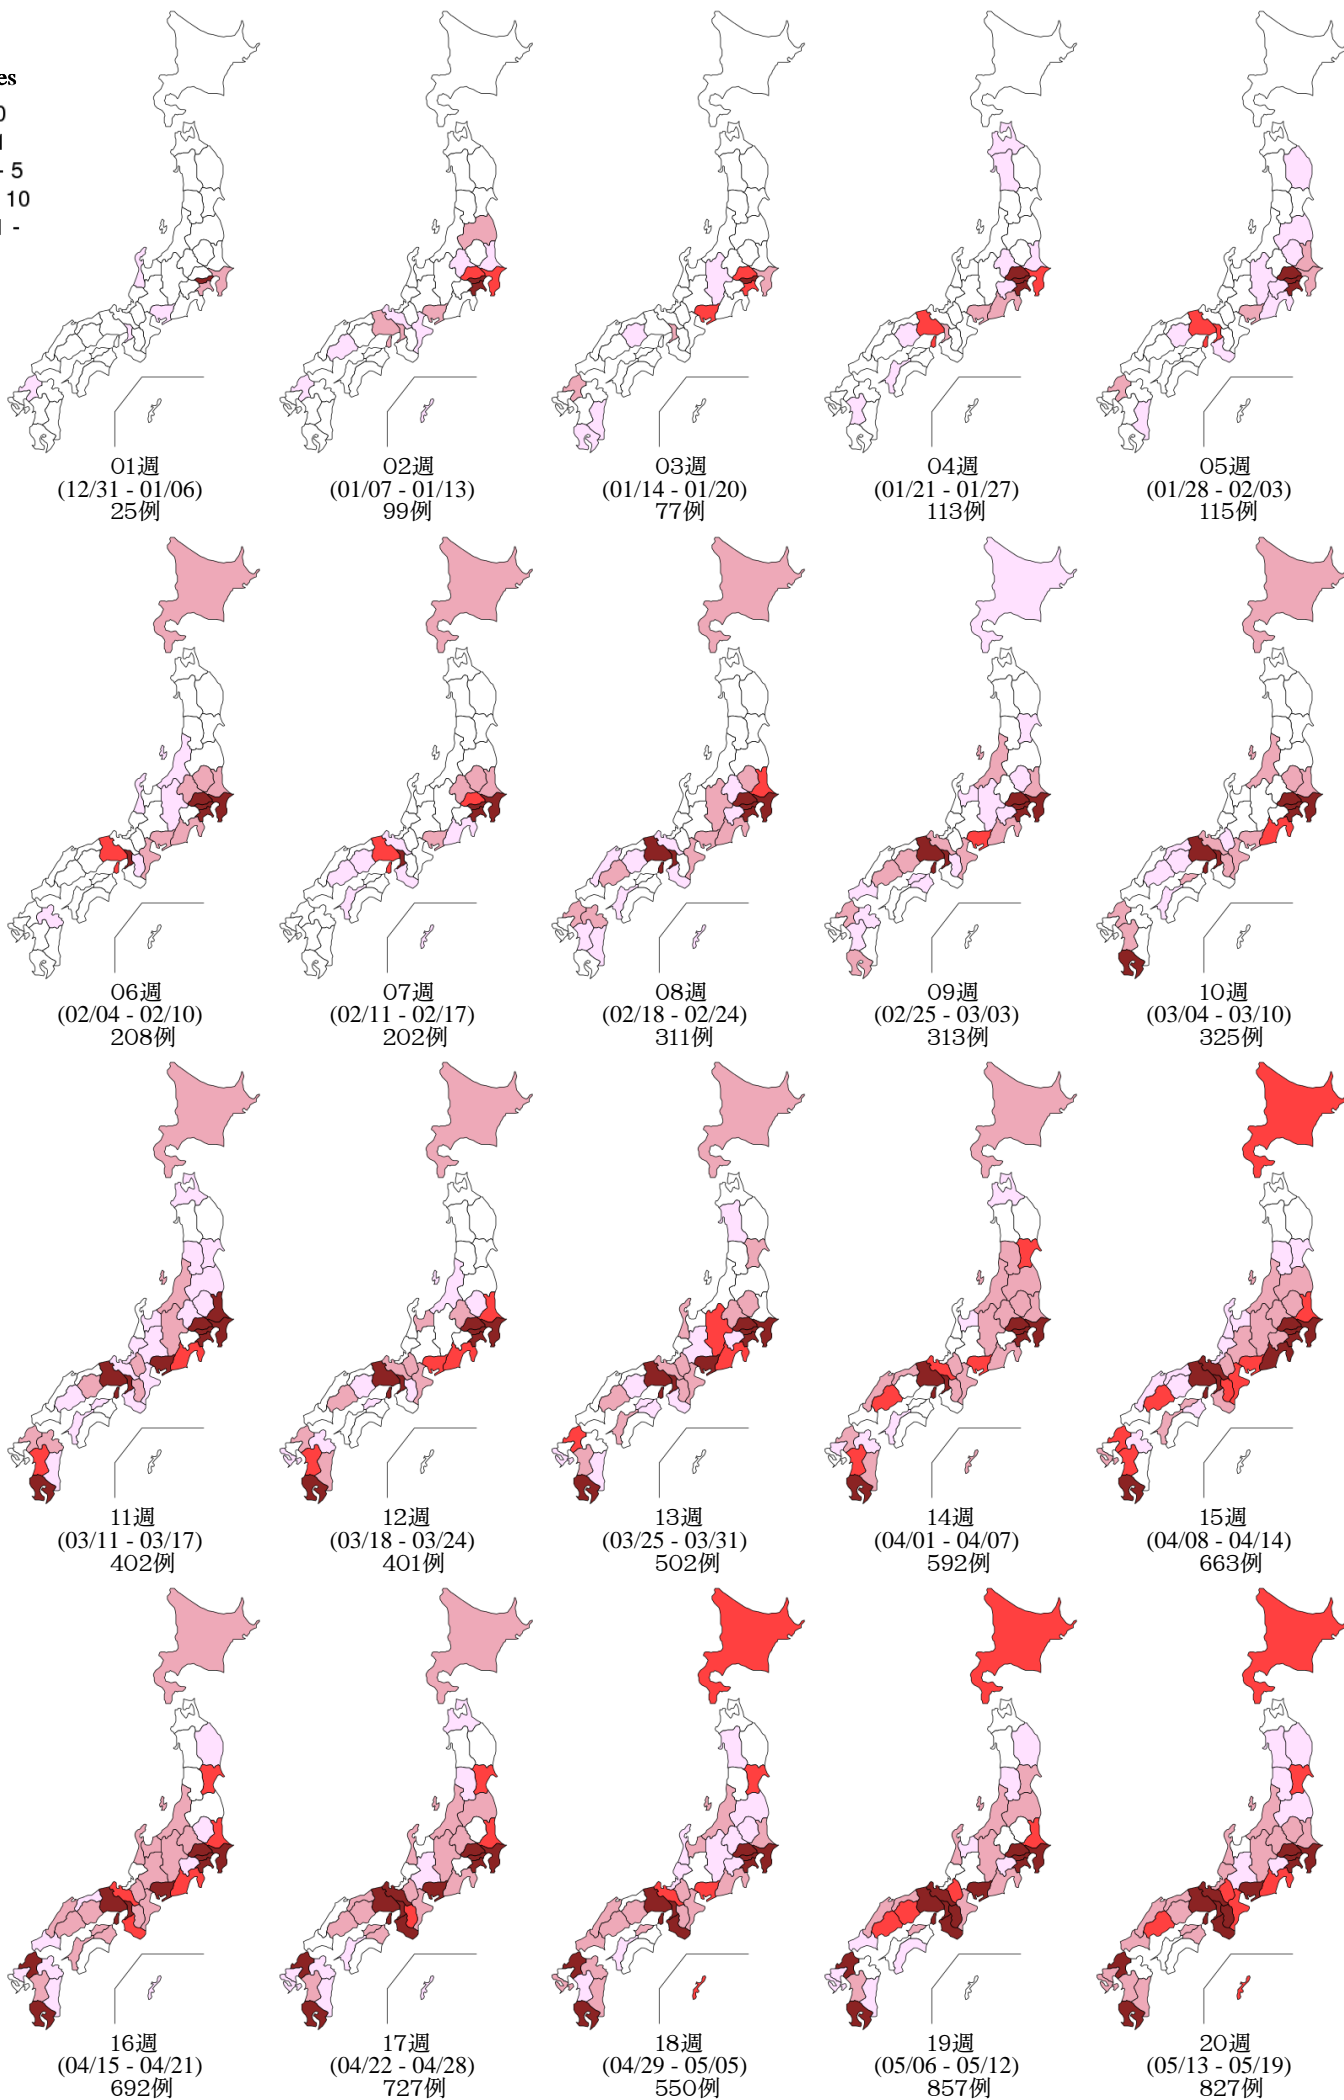 es
0
1
- 5
10
1 -
01週
(12/31 - 01/06)
25例
02週
(01/07 - 01/13)
99例
03週
(01/14 - 01/20)
77例
04週
(01/21 - 01/27)
113例
05週
(01/28 - 02/03)
115例
06週
(02/04 - 02/10)
208例
07週
(02/11 - 02/17)
202例
08週
(02/18 - 02/24)
311例
09週
(02/25 - 03/03)
313例
10週
(03/04 - 03/10)
325例
11週
(03/11 - 03/17)
402例
12週
(03/18 - 03/24)
401例
13週
(03/25 - 03/31)
502例
14週
(04/01 - 04/07)
592例
15週
(04/08 - 04/14)
663例
16週
(04/15 - 04/21)
692例
17週
(04/22 - 04/28)
727例
18週
(04/29 - 05/05)
550例
19週
(05/06 - 05/12)
857例
20週
(05/13 - 05/19)
827例